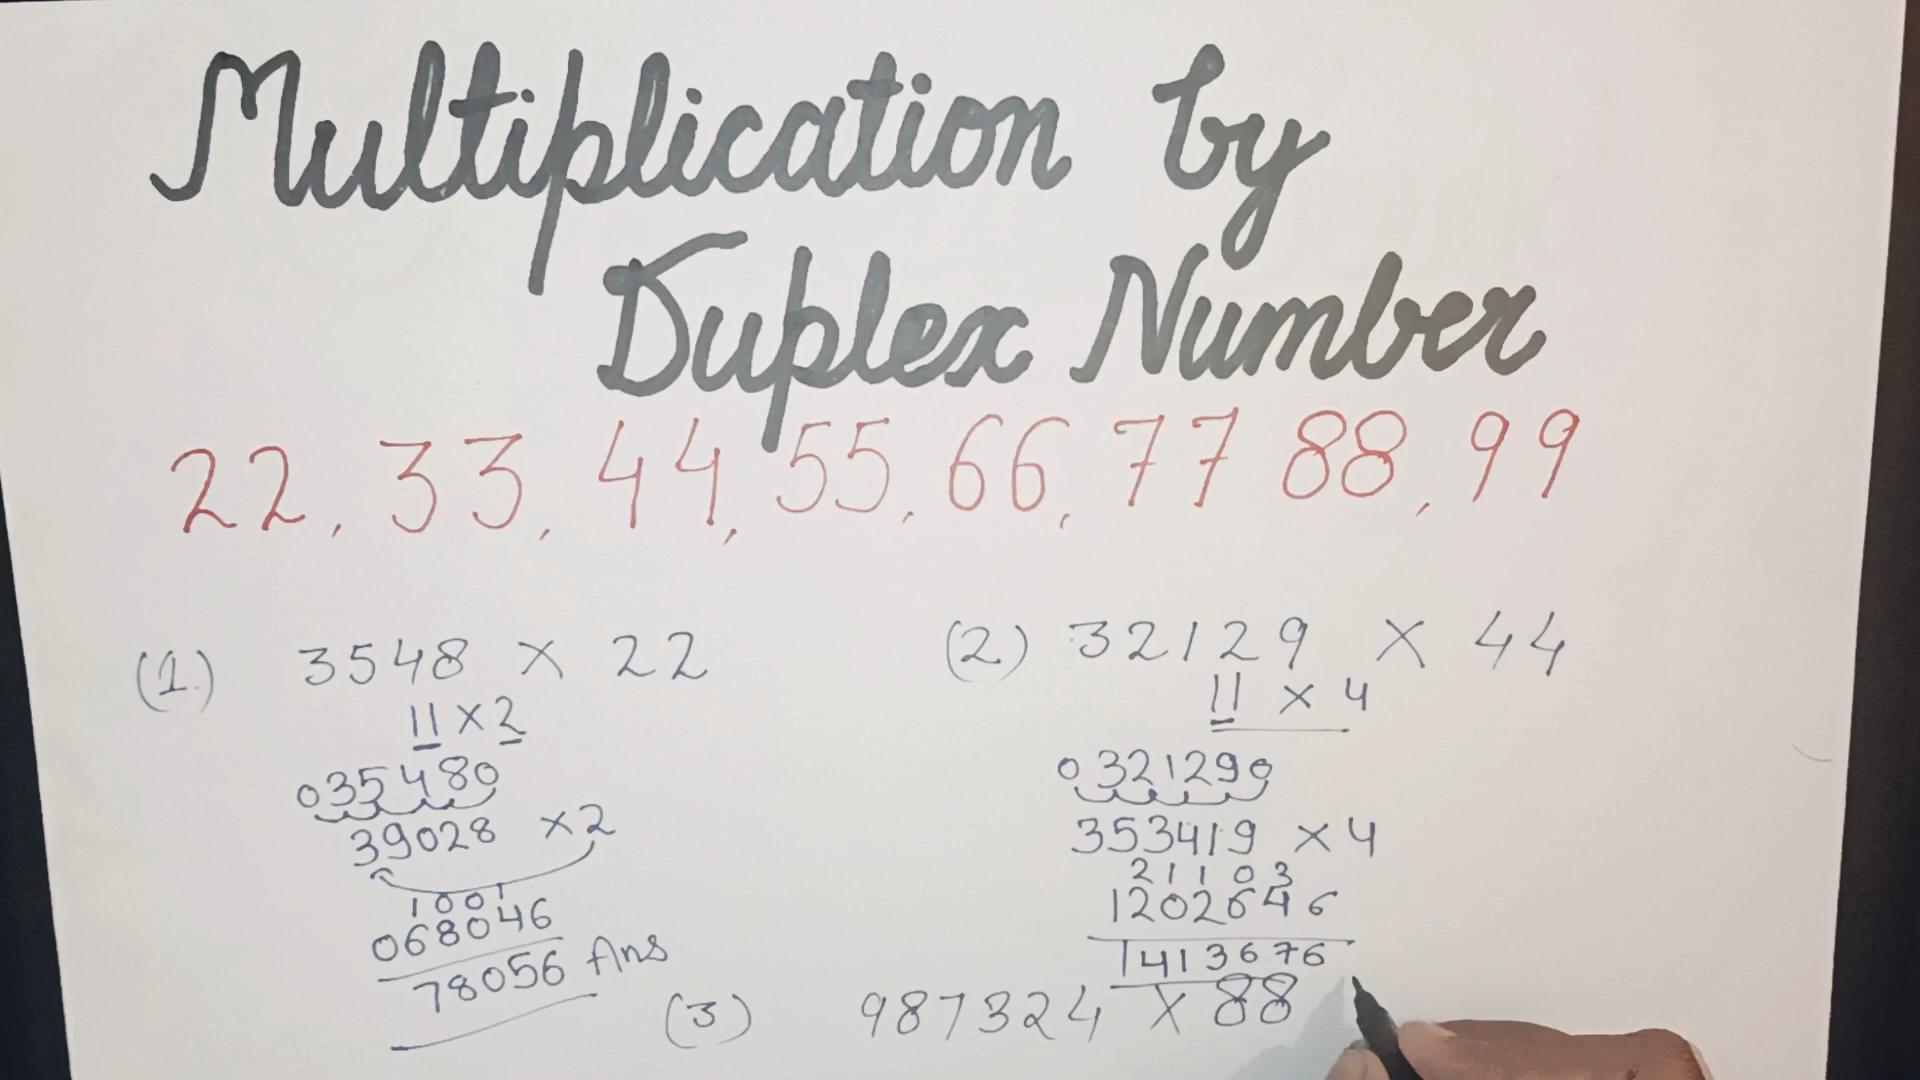 Multiplication by
Duplex Number
22, 33, 44, 55, 66, 77 88, 99
(1.) 3548 × 22
11 × 2
035480
39028 × 2
1001
068046
78056 Ans
(2) 32129 × 44
11 × 4
0321290
353419 × 4
21103
1202646
1413676
(3) 987324 × 88